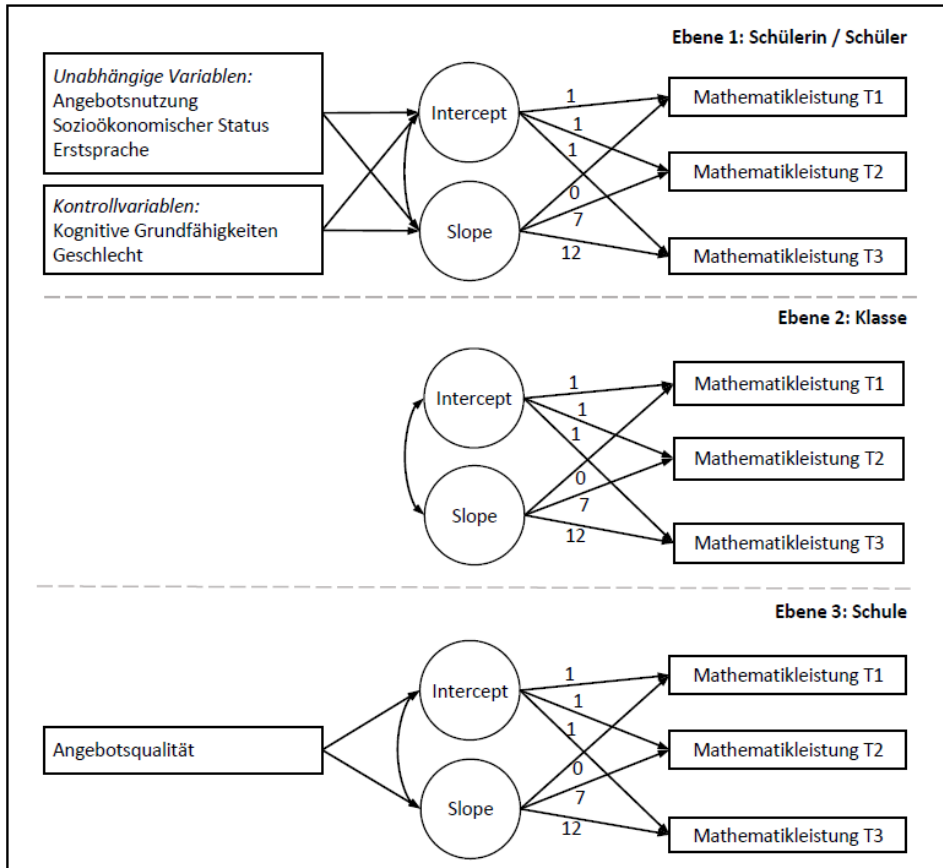 Ebene 1: Schülerin / Schüler
Unabhängige Variablen:
Angebotsnutzung
Sozioökonomischer Status
Erstsprache
Kontrollvariablen:
Kognitive Grundfähigkeiten
Geschlecht
Intercept
Slope
1
1
1
0
7
12
Mathematikleistung T1
Mathematikleistung T2
Mathematikleistung T3
Ebene 2: Klasse
Intercept
Slope
1
1
1
0
7
12
Mathematikleistung T1
Mathematikleistung T2
Mathematikleistung T3
Ebene 3: Schule
Angebotsqualität
Intercept
Slope
1
1
1
0
7
12
Mathematikleistung T1
Mathematikleistung T2
Mathematikleistung T3